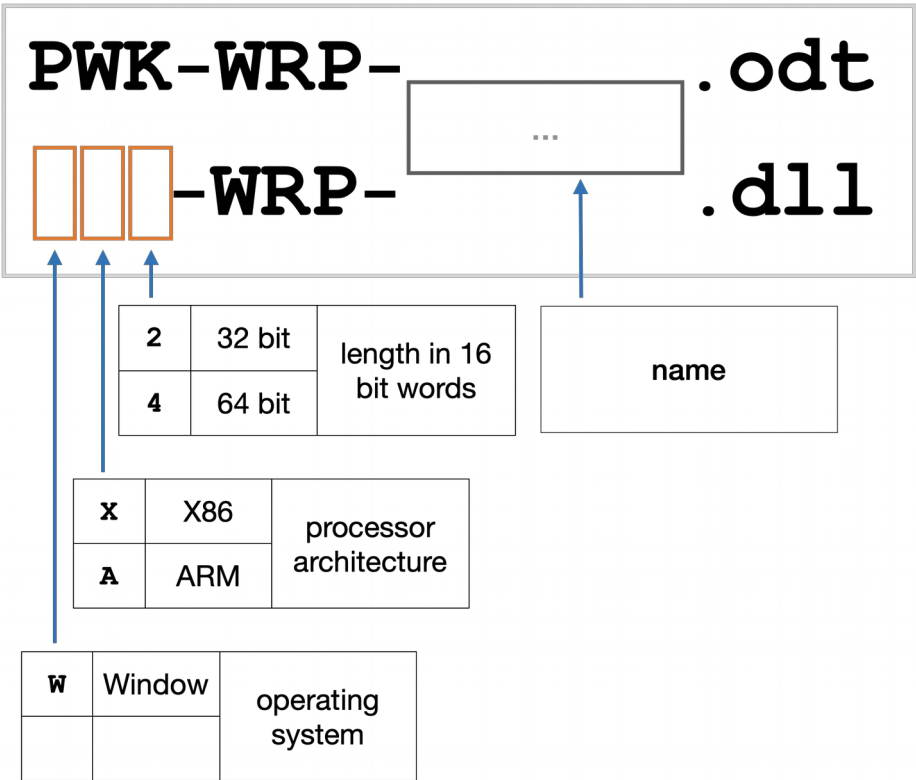 PWK-WRP- .odt
...
-WRP- .dll
2 32 bit
length in 16
bit words
4 64 bit
name
X X86
processor
architecture
A ARM
W Window
operating
system